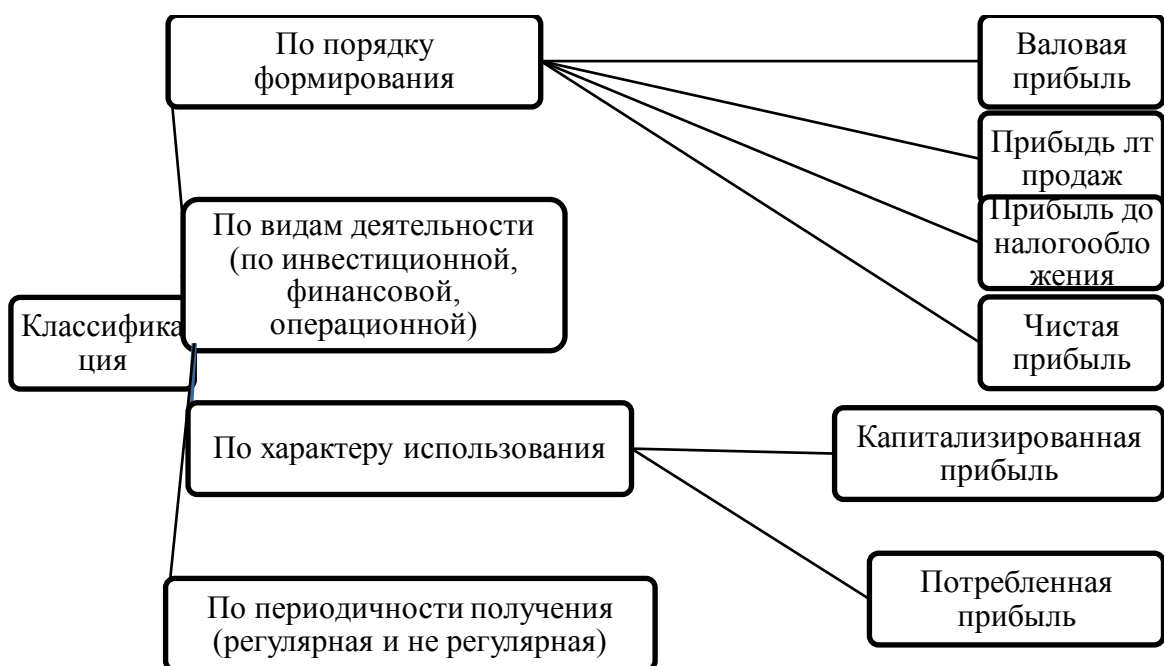 По порядку
формирования
Валовая
прибыль
Прибыдь лт
продаж
Прибыль до
налогообло
жения
Чистая
прибыль
По видам деятельности
(по инвестиционной,
финансовой,
операционной)
Классифика
ция
По характеру использования
Капитализированная
прибыль
Потребленная
прибыль
По периодичности получения
(регулярная и не регулярная)